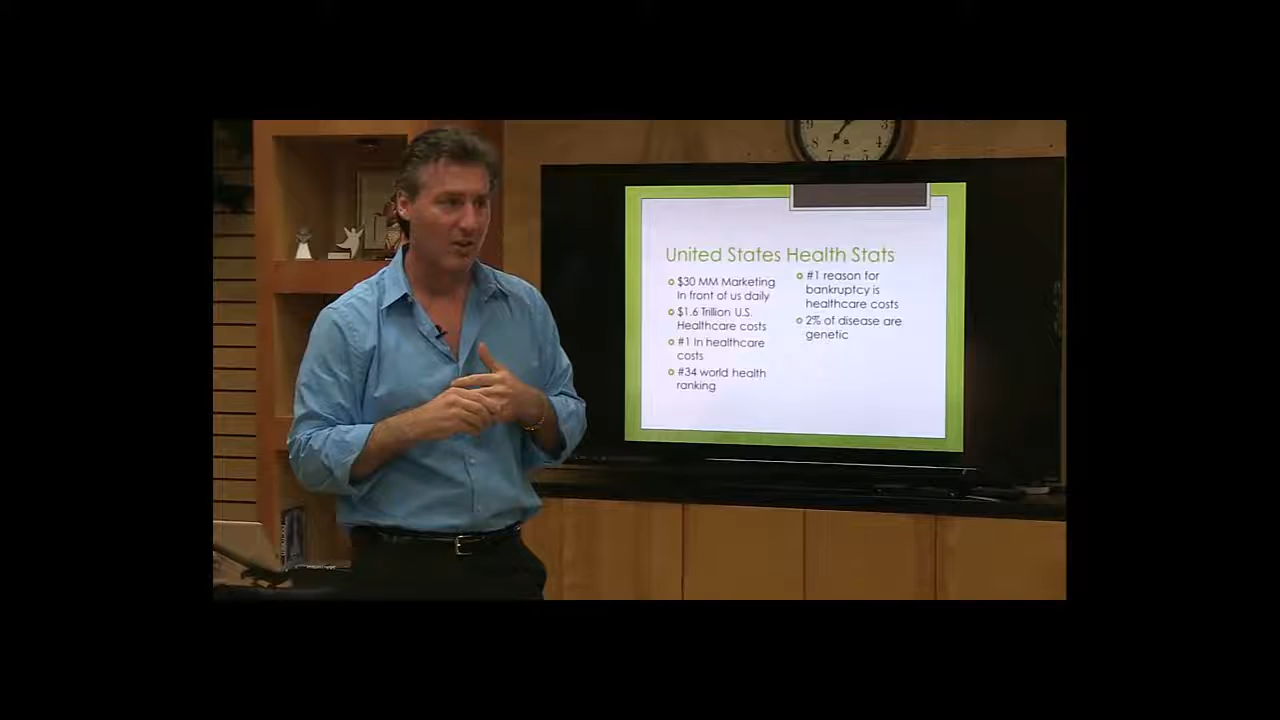 United States Health Stats
$30 MM Marketing
In front of us daily
$1.6 Trillion U.S.
Healthcare costs
#1 In healthcare
costs
#34 world health
ranking
#1 reason for
bankruptcy is
healthcare costs
2% of disease are
genetic